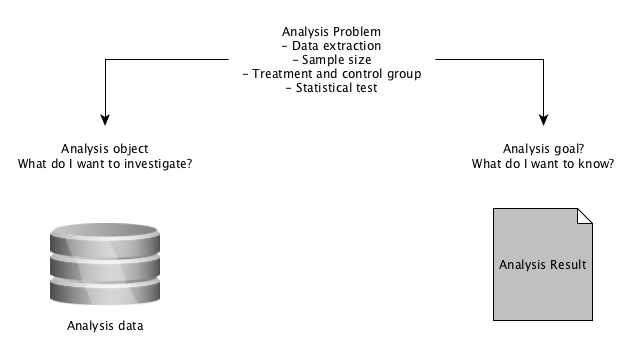 Analysis Problem
- Data extraction
- Sample size
- Treatment and control group
- Statistical test
Analysis object
What do I want to investigate?
Analysis goal?
What do I want to know?
Analysis Result
Analysis data